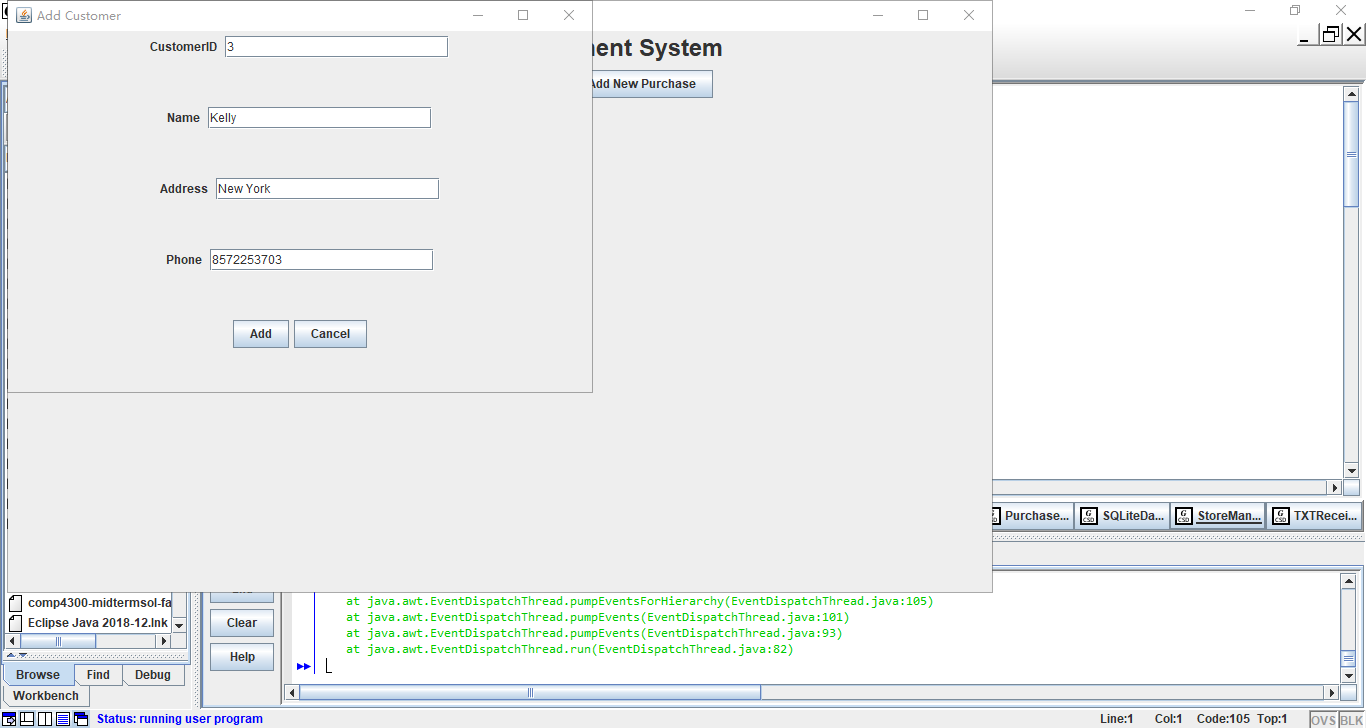 Add Customer
CustomerID 3
ment System
Add New Purchase
Name Kelly
Address New York
Phone 8572253703
Add Cancel
Purchase... SQLiteDa... StoreMan... TXTRecei...
comp4300-midtermsol-fa
Eclipse Java 2018-12.lnk
Clear
Help
at java.awt.EventDispatchThread.pumpEventsForHierarchy(EventDispatchThread.java:105)
at java.awt.EventDispatchThread.pumpEvents(EventDispatchThread.java:101)
at java.awt.EventDispatchThread.pumpEvents(EventDispatchThread.java:93)
at java.awt.EventDispatchThread.run(EventDispatchThread.java:82)
Browse Find Debug
Workbench
Status: running user program
Line:1 Col:1 Code:105 Top:1 OVS BLK